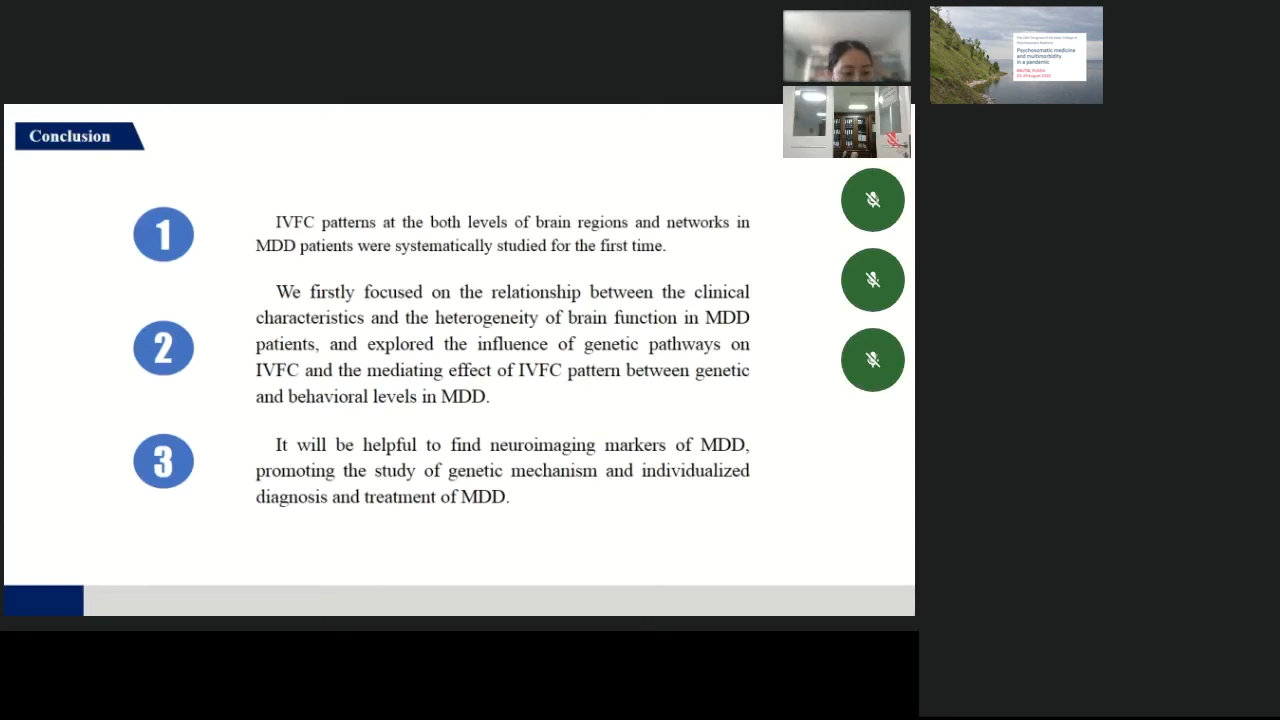 Conclusion
1
IVFC patterns at the both levels of brain regions and networks in
MDD patients were systematically studied for the first time.
2
We firstly focused on the relationship between the clinical
characteristics and the heterogeneity of brain function in MDD
patients, and explored the influence of genetic pathways on
IVFC and the mediating effect of IVFC pattern between genetic
and behavioral levels in MDD.
3
It will be helpful to find neuroimaging markers of MDD,
promoting the study of genetic mechanism and individualized
diagnosis and treatment of MDD.
Psychosomatic Medicine
Psychosomatic medicine
and multimorbidity
in a pandemic